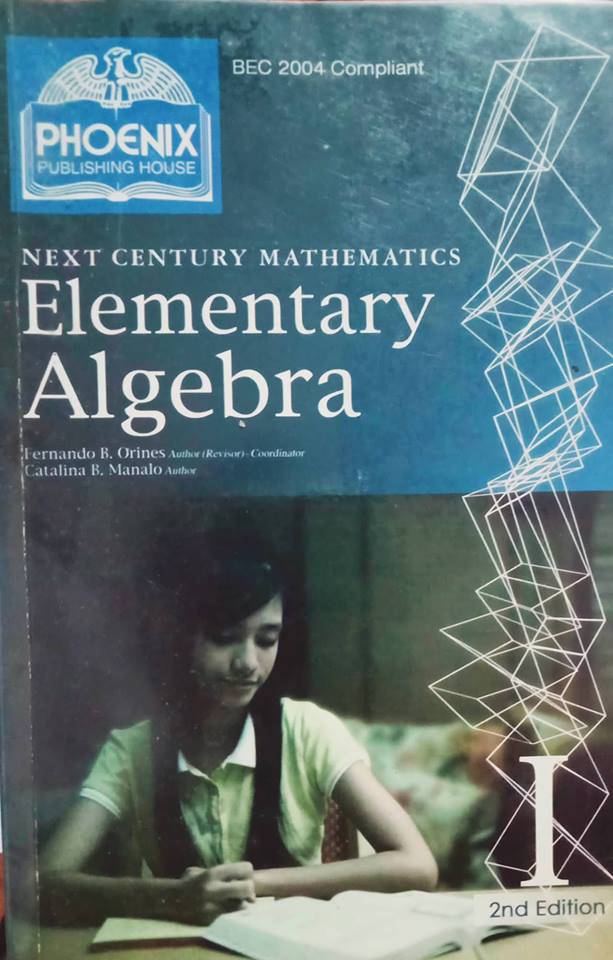 BEC 2004 Compliant
PHOENIX
PUBLISHING HOUSE
NEXT CENTURY MATHEMATICS
Elementary
Algebra
Fernando B. Orines Author (Revisor) - Coordinator
Catalina B. Manalo Author
I
2nd Edition